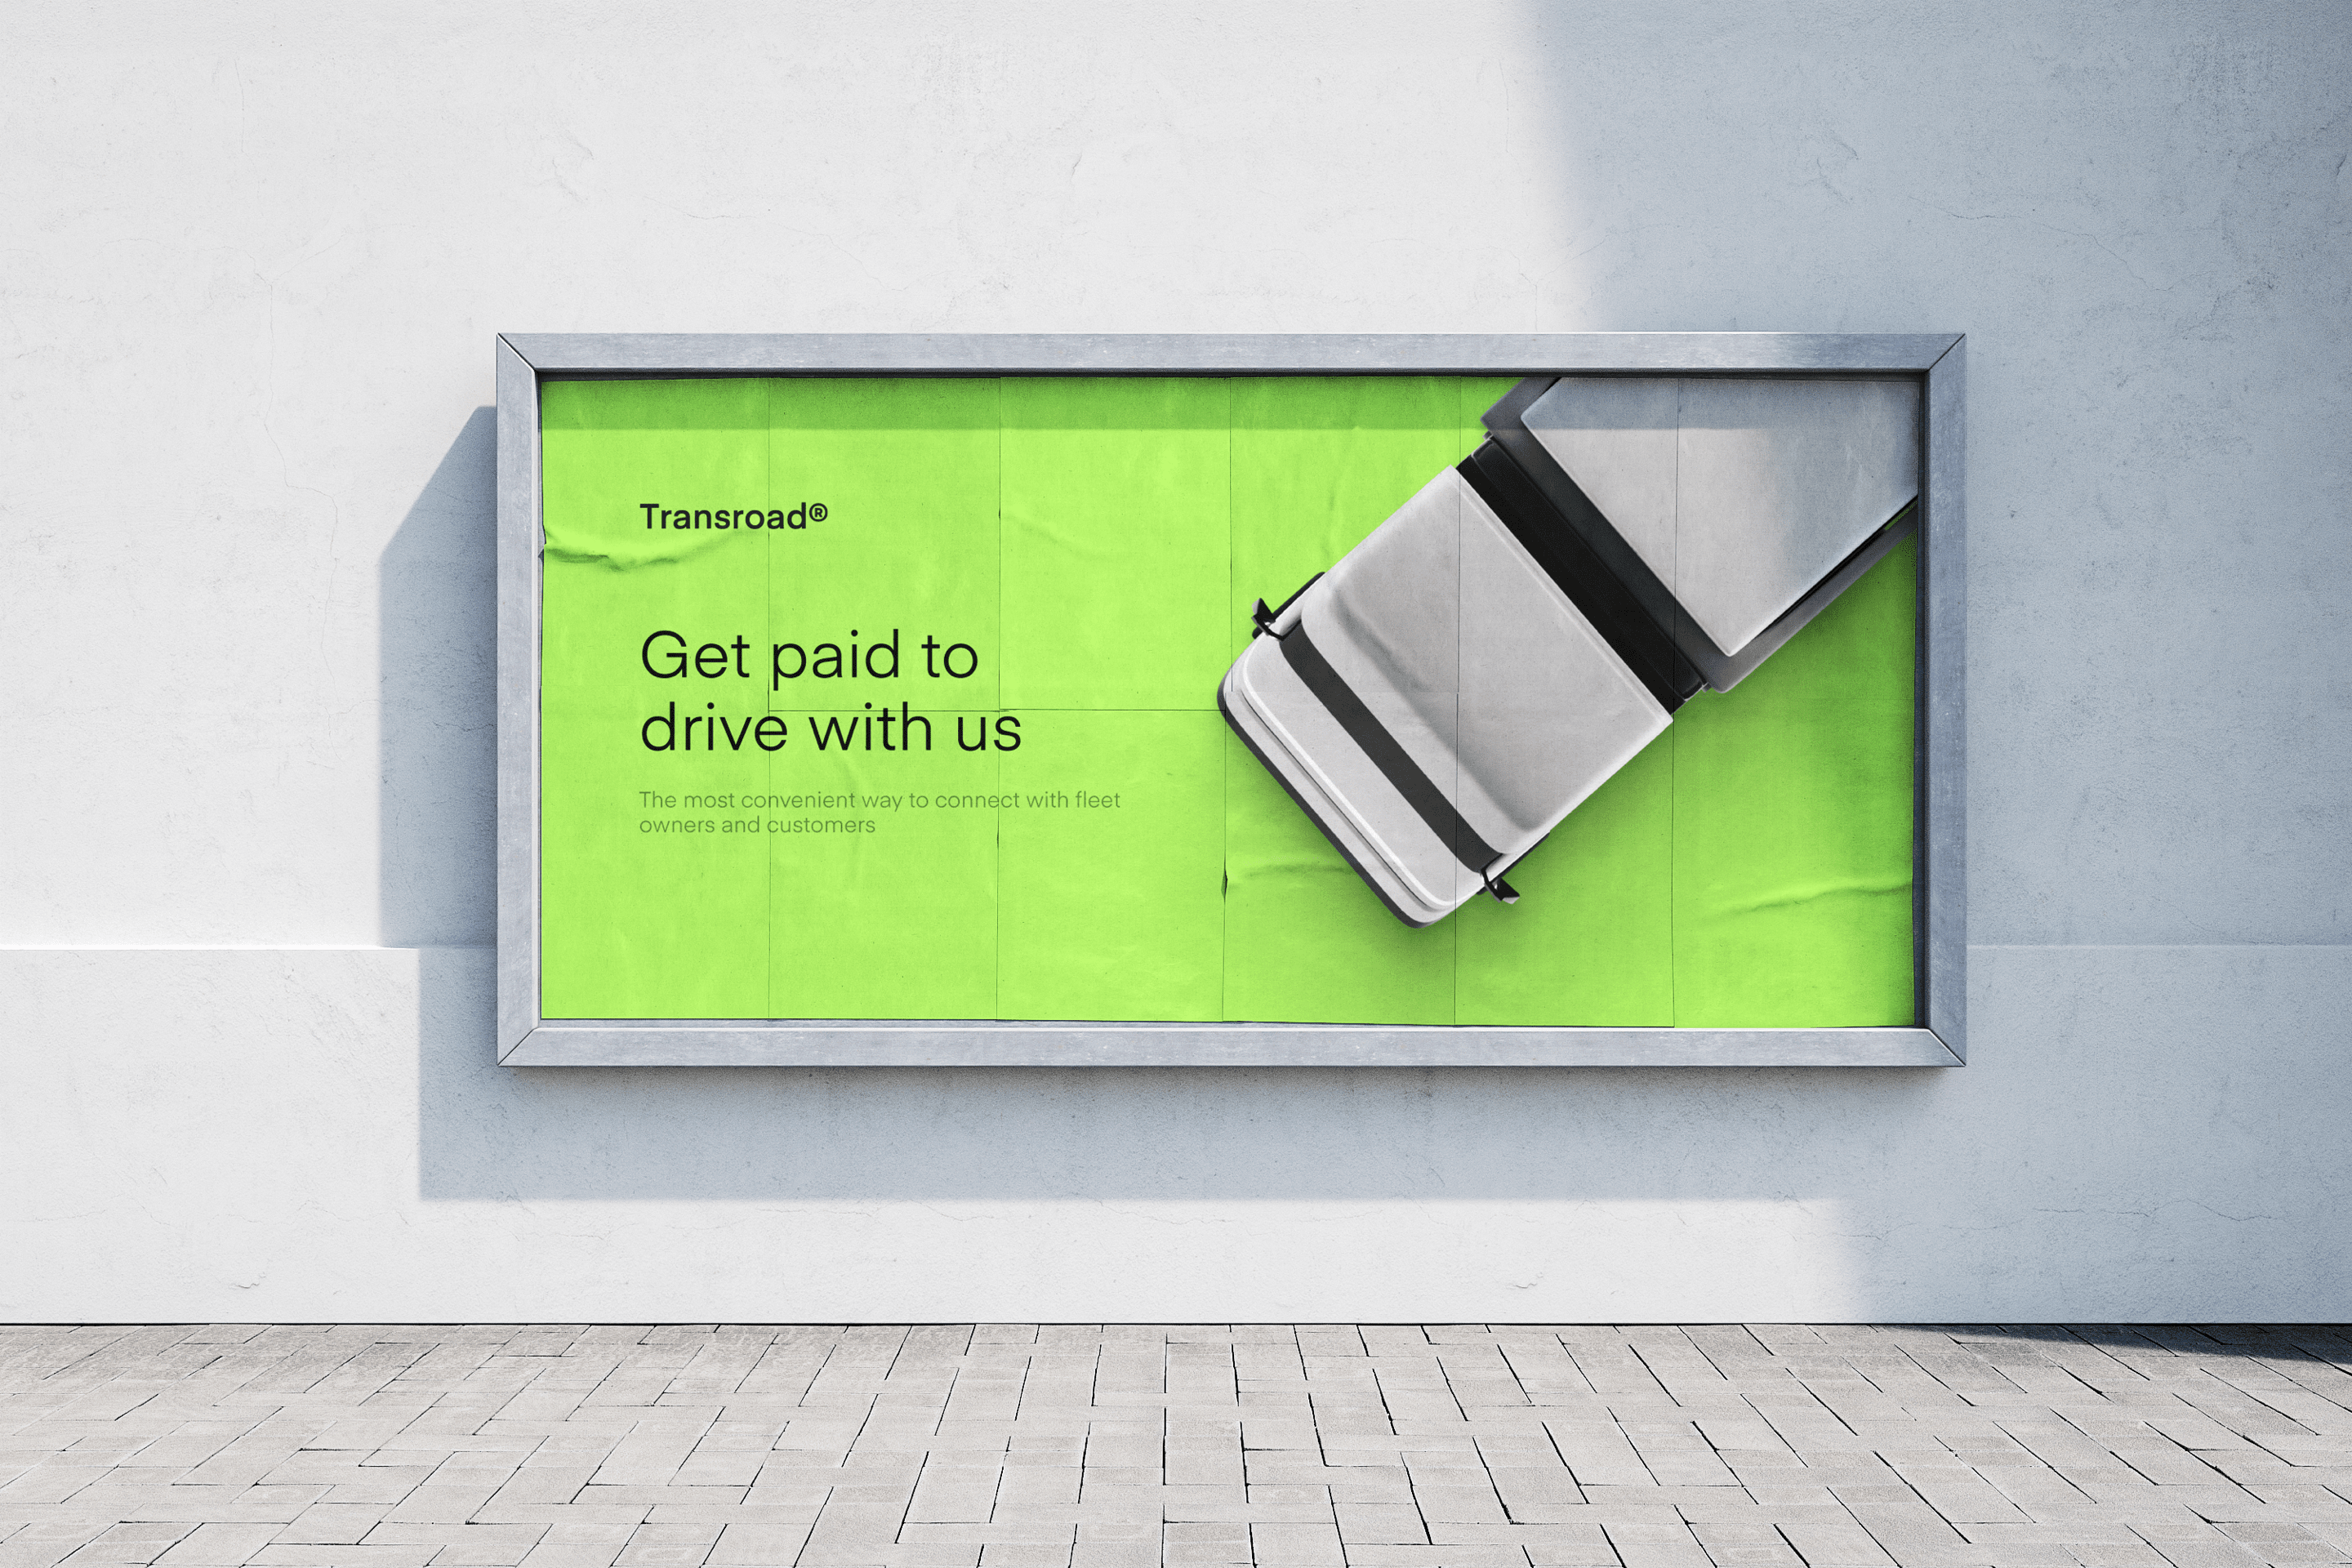 Transroad®
Get paid to
drive with us
The most convenient way to connect with fleet
owners and customers